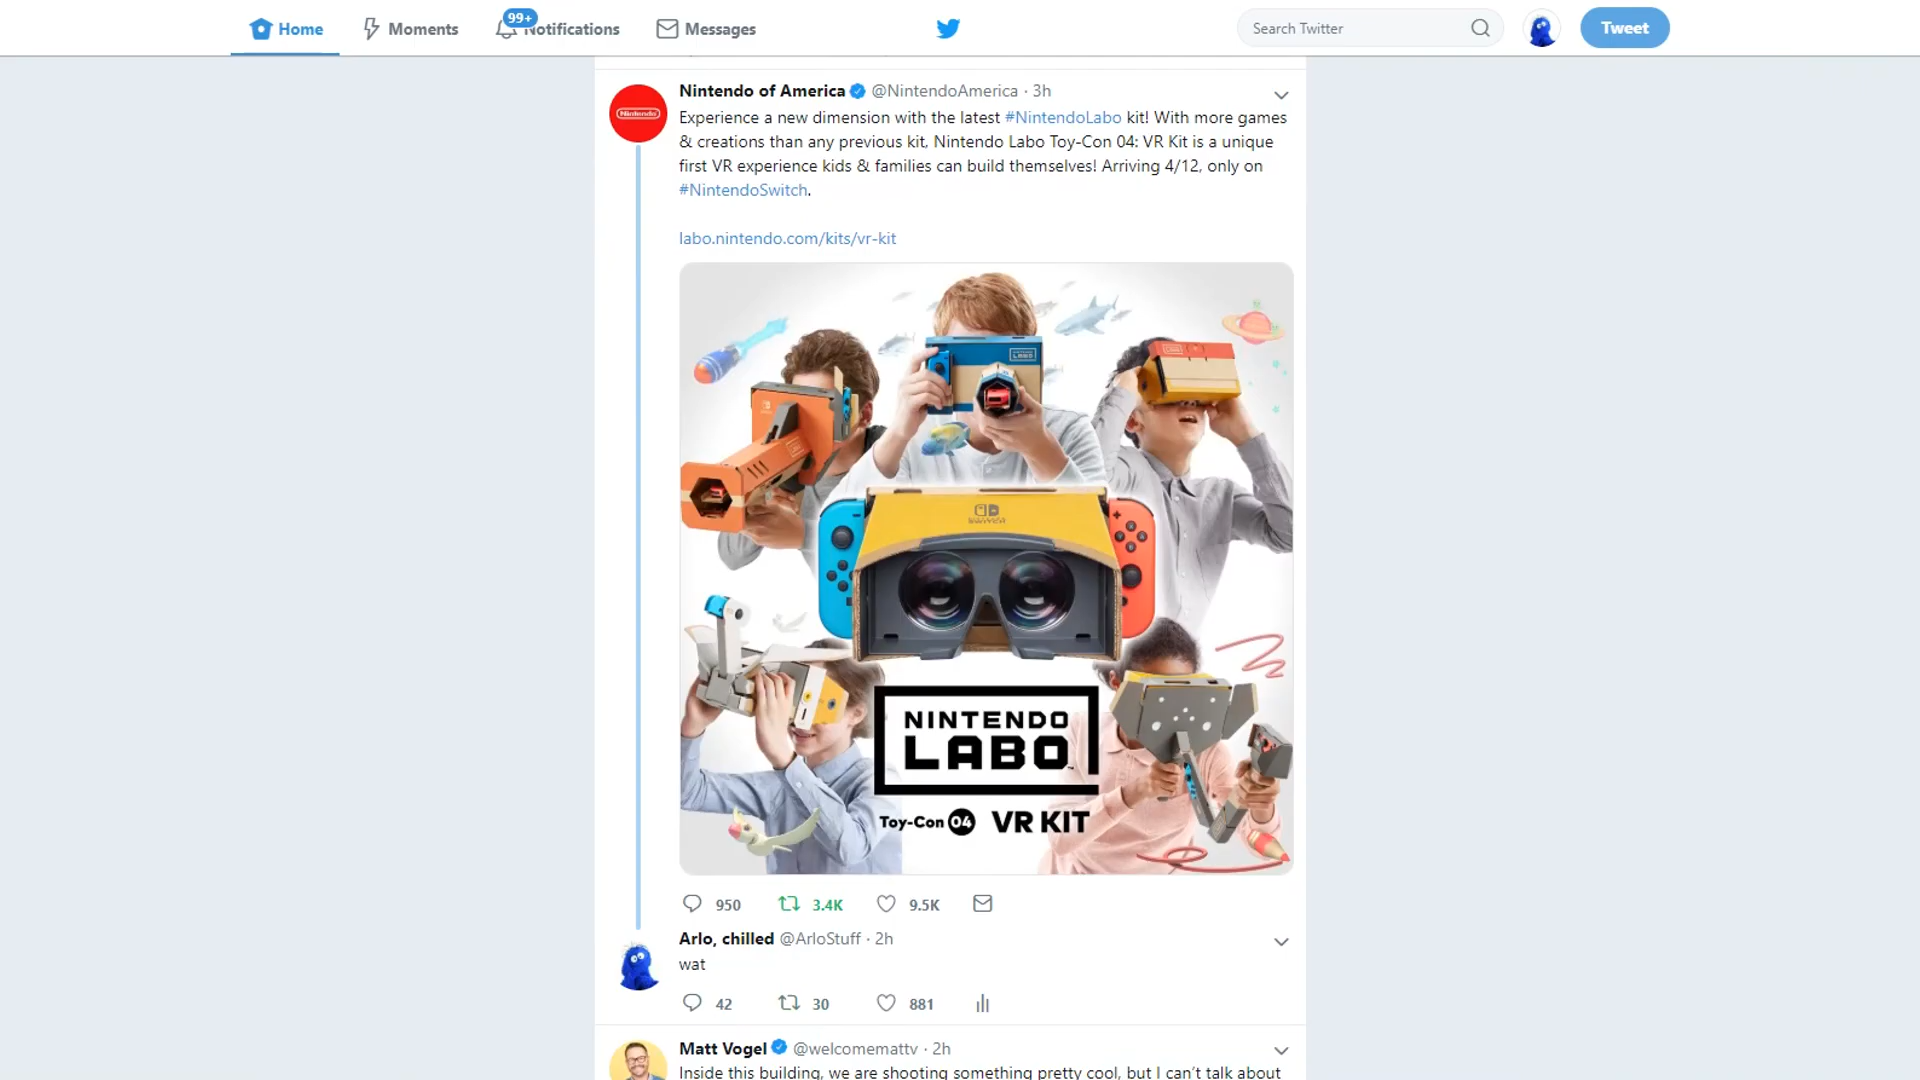 Home
Moments
99+
Notifications
Messages
Search Twitter
Tweet
Nintendo of America @NintendoAmerica · 3h
Experience a new dimension with the latest #NintendoLabo kit! With more games
& creations than any previous kit, Nintendo Labo Toy-Con 04: VR Kit is a unique
first VR experience kids & families can build themselves! Arriving 4/12, only on
#NintendoSwitch.
labo.nintendo.com/kits/vr-kit
Nintendo
NINTENDO
LABO
Toy-Con 04 VR KIT
950
3.4K
9.5K
Arlo, chilled @ArloStuff · 2h
wat
42
30
881
Matt Vogel @welcomemattv · 2h
Inside this building, we are shooting something pretty cool, but I can't talk about